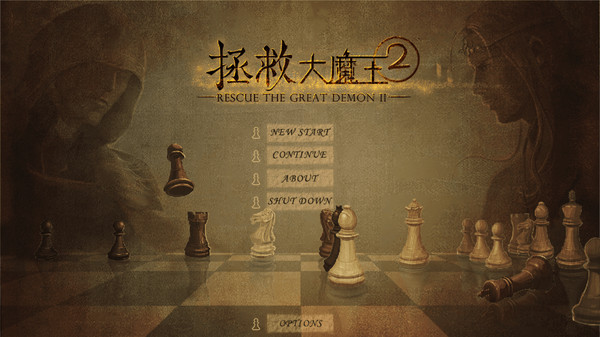 拯救大魔王2
RESCUE THE GREAT DEMON II
NEW START
CONTINUE
ABOUT
SHUT DOWN
OPTIONS